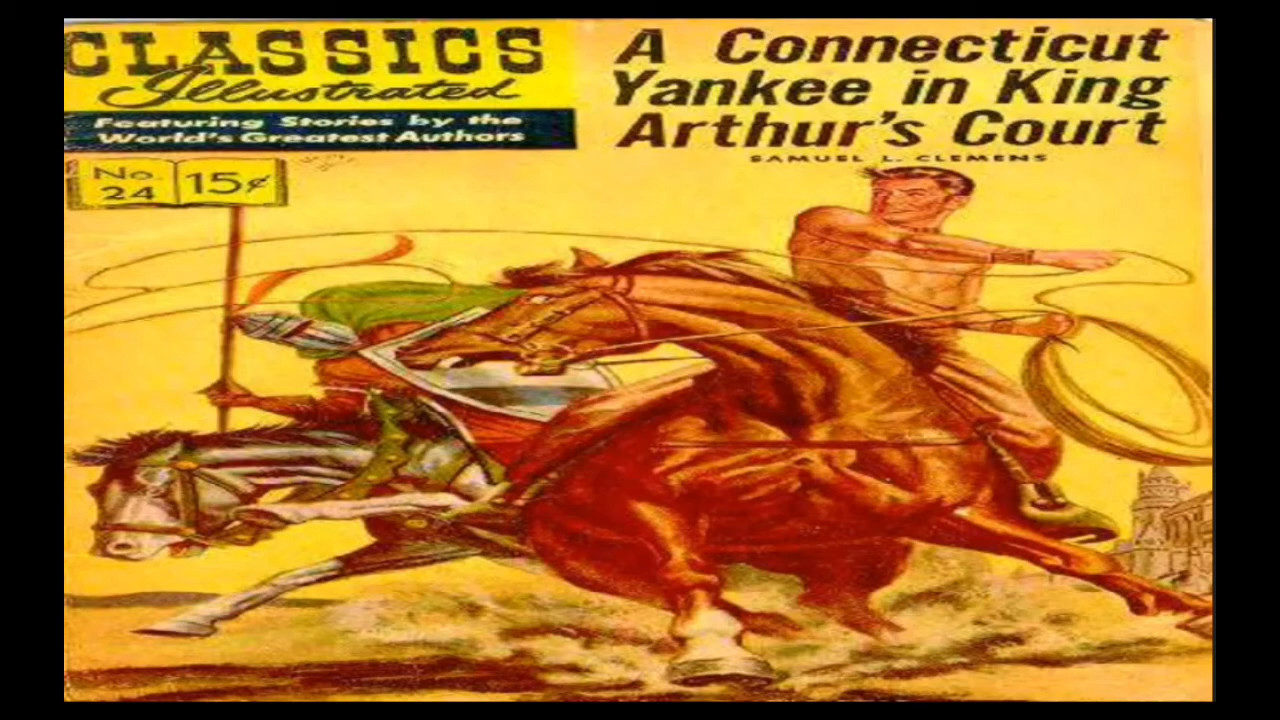 CLASSICS
Illustrated
Featuring Stories by the
World's Greatest Authors
No. 24
15¢
A Connecticut
Yankee in King
Arthur's Court
SAMUEL L. CLEMENS